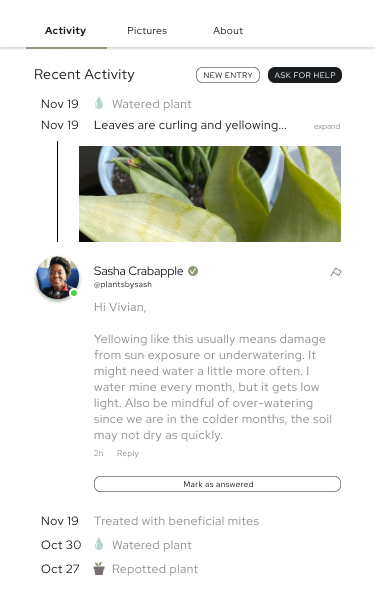 Activity Pictures About
Recent Activity NEW ENTRY ASK FOR HELP
Nov 19 Watered plant
Nov 19 Leaves are curling and yellowing... expand
Sasha Crabapple
@plantsbysash
Hi Vivian,
Yellowing like this usually means damage
from sun exposure or underwatering. It
might need water a little more often. I
water mine every month, but it gets low
light. Also be mindful of over-watering
since we are in the colder months, the soil
may not dry as quickly.
2h Reply
Mark as answered
Nov 19 Treated with beneficial mites
Oct 30 Watered plant
Oct 27 Repotted plant